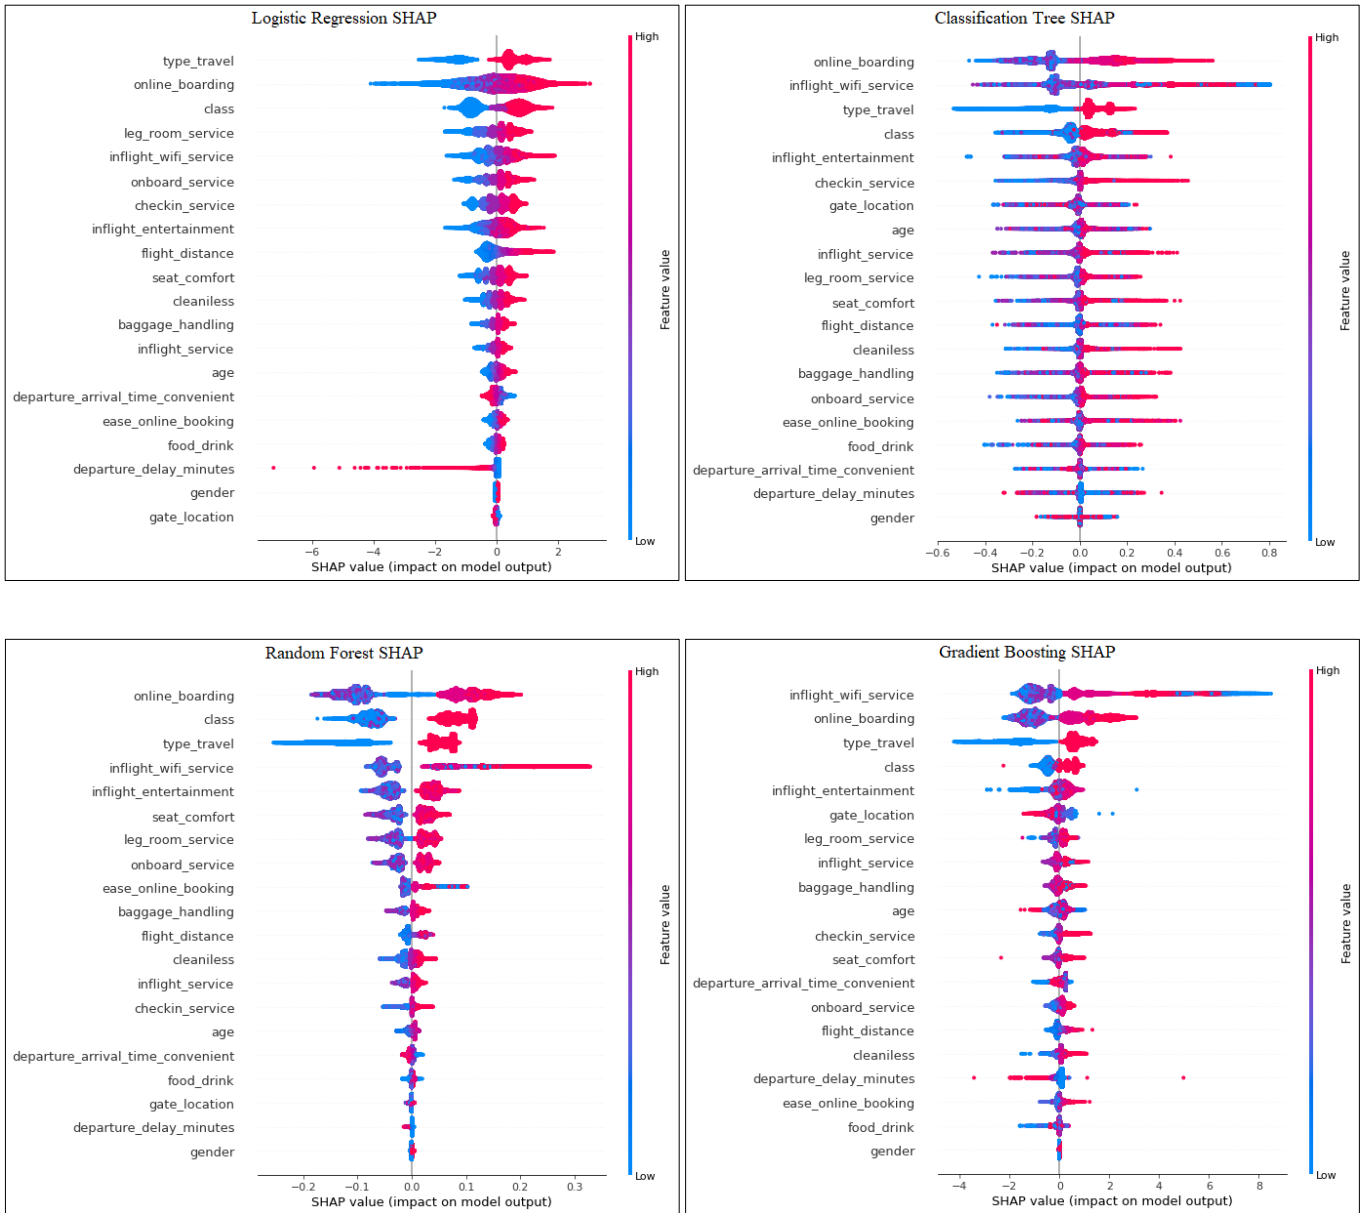 Logistic Regression SHAP
High
type_travel
online_boarding
class
leg_room_service
inflight_wifi_service
onboard_service
checkin_service
inflight_entertainment
flight_distance
seat_comfort
cleaniless
baggage_handling
inflight_service
age
departure_arrival_time_convenient
ease_online_booking
food_drink
departure_delay_minutes
gender
gate_location
Low
Feature value
−6 −4 −2 0 2
SHAP value (impact on model output)
Classification Tree SHAP
High
online_boarding
inflight_wifi_service
type_travel
class
inflight_entertainment
checkin_service
gate_location
age
inflight_service
leg_room_service
seat_comfort
flight_distance
cleaniless
baggage_handling
onboard_service
ease_online_booking
food_drink
departure_arrival_time_convenient
departure_delay_minutes
gender
Low
Feature value
−0.6 −0.4 −0.2 0.0 0.2 0.4 0.6 0.8
SHAP value (impact on model output)
Random Forest SHAP
High
online_boarding
class
type_travel
inflight_wifi_service
inflight_entertainment
seat_comfort
leg_room_service
onboard_service
ease_online_booking
baggage_handling
flight_distance
cleaniless
inflight_service
checkin_service
age
departure_arrival_time_convenient
food_drink
gate_location
departure_delay_minutes
gender
Low
Feature value
−0.2 −0.1 0.0 0.1 0.2 0.3
SHAP value (impact on model output)
Gradient Boosting SHAP
High
inflight_wifi_service
online_boarding
type_travel
class
inflight_entertainment
gate_location
leg_room_service
inflight_service
baggage_handling
age
checkin_service
seat_comfort
departure_arrival_time_convenient
onboard_service
flight_distance
cleaniless
departure_delay_minutes
ease_online_booking
food_drink
gender
Low
Feature value
−4 −2 0 2 4 6 8
SHAP value (impact on model output)